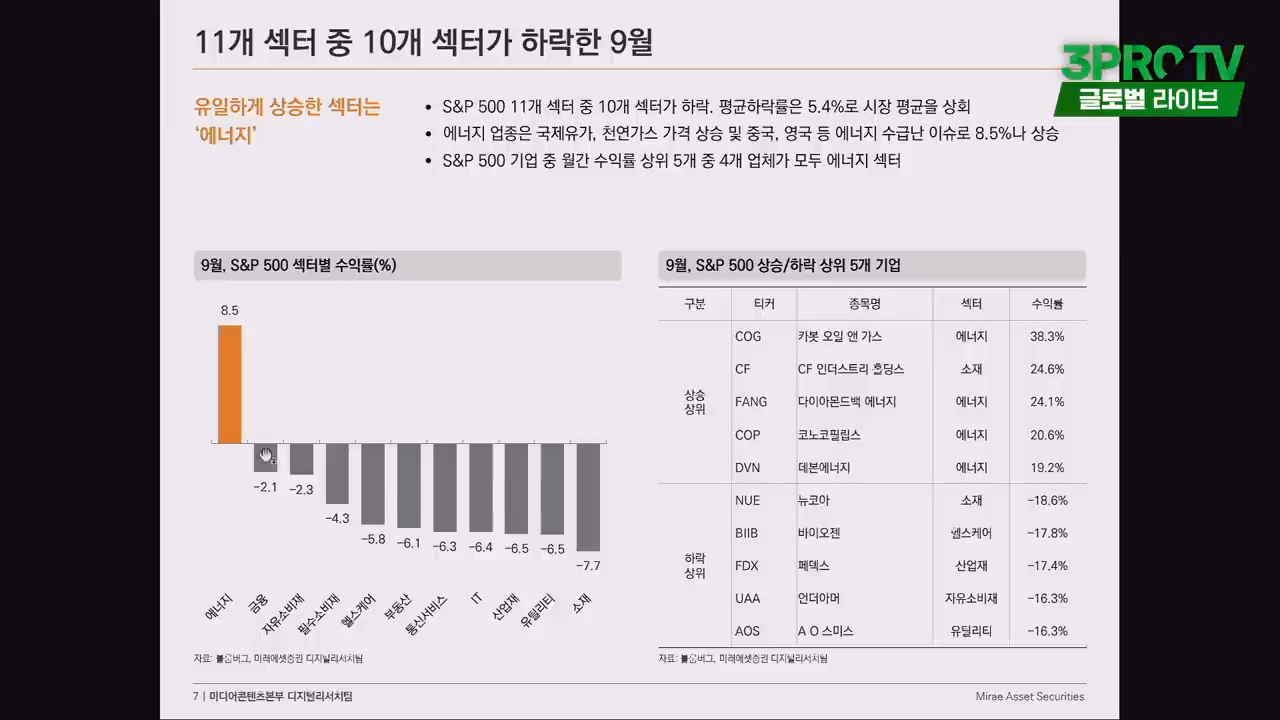 11개 섹터 중 10개 섹터가 하락한 9월
3PROTV
글로벌 라이브
유일하게 상승한 섹터는
‘에너지’
• S&P 500 11개 섹터 중 10개 섹터가 하락. 평균하락률은 5.4%로 시장 평균을 상회
• 에너지 업종은 국제유가, 천연가스 가격 상승 및 중국, 영국 등 에너지 수급난 이슈로 8.5%나 상승
• S&P 500 기업 중 월간 수익률 상위 5개 중 4개 업체가 모두 에너지 섹터
9월, S&P 500 섹터별 수익률(%)
8.5
-2.1
-2.3
-4.3
-5.8
-6.1
-6.3
-6.4
-6.5
-6.5
-7.7
에너지
금융
자유소비재
필수소비재
헬스케어
부동산
통신서비스
IT
산업재
유틸리티
소재
자료: 블룸버그, 미래에셋증권 디지털리서치팀
9월, S&P 500 상승/하락 상위 5개 기업
구분 티커 종목명 섹터 수익률
상승
상위
COG 카봇 오일 앤 가스 에너지 38.3%
CF CF 인더스트리 홀딩스 소재 24.6%
FANG 다이아몬드백 에너지 에너지 24.1%
COP 코노코필립스 에너지 20.6%
DVN 데본에너지 에너지 19.2%
하락
상위
NUE 뉴코아 소재 -18.6%
BIIB 바이오젠 헬스케어 -17.8%
FDX 페덱스 산업재 -17.4%
UAA 언더아머 자유소비재 -16.3%
AOS A O 스미스 유틸리티 -16.3%
자료: 블룸버그, 미래에셋증권 디지털리서치팀
7 | 미디어콘텐츠본부 디지털리서치팀
Mirae Asset Securities